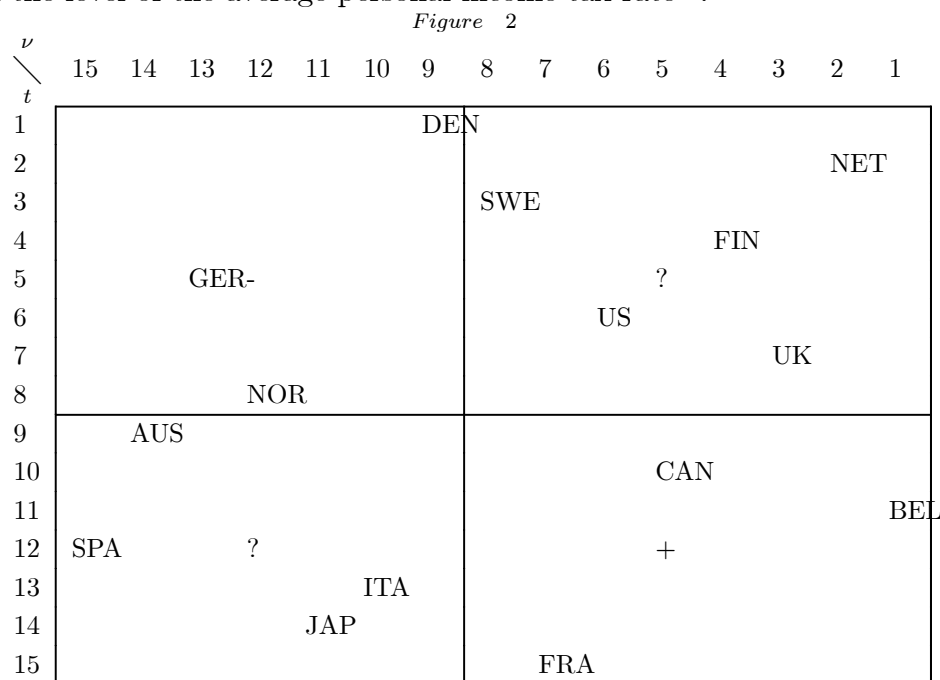 the level of the average personal income tax rate
Figure 2
ν
15 14 13 12 11 10 9 8 7 6 5 4 3 2 1
t
1 DEN
2 NET
3 SWE
4 FIN
5 GER- ?
6 US
7 UK
8 NOR
9 AUS
10 CAN
11 BEL
12 SPA ? +
13 ITA
14 JAP
15 FRA